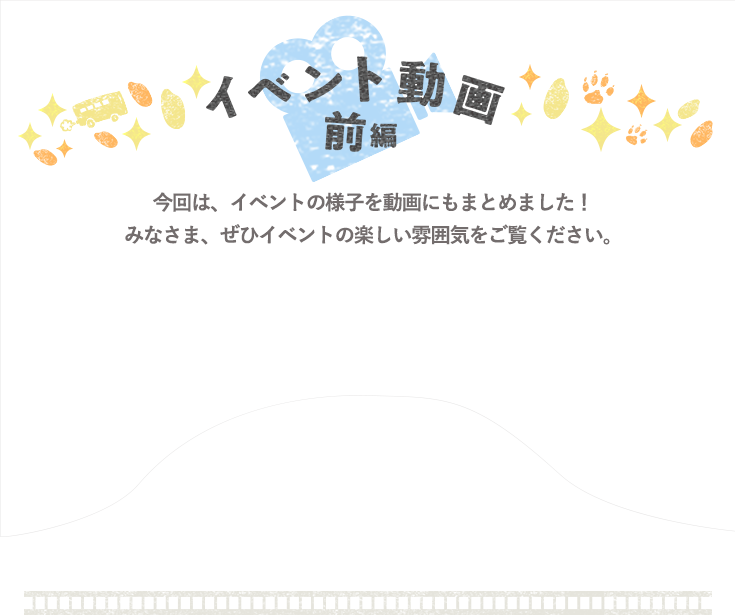 イベント動画
前編
今回は、イベントの様子を動画にもまとめました！
みなさま、ぜひイベントの楽しい雰囲気をご覧ください。